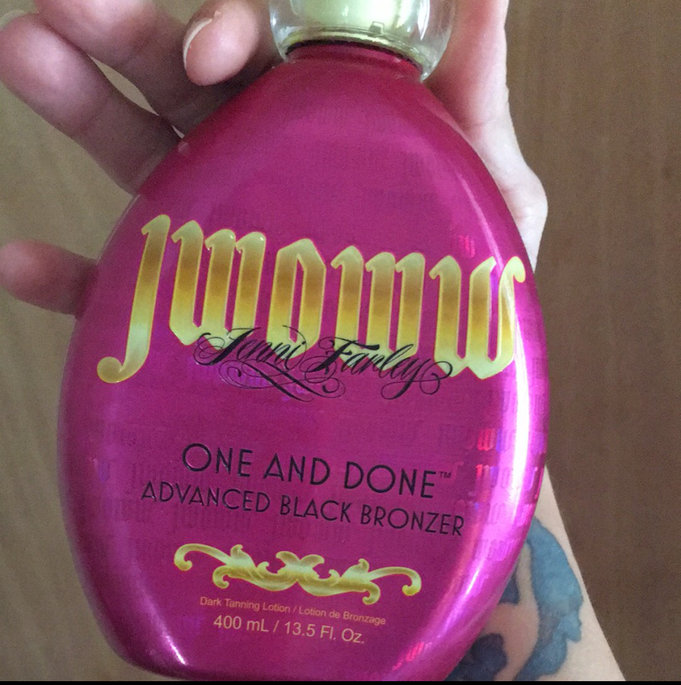 Jwoww
Jenni Farley
ONE AND DONE™
ADVANCED BLACK BRONZER
Dark Tanning Lotion / Lotion de Bronzage
400 mL / 13.5 Fl. Oz.